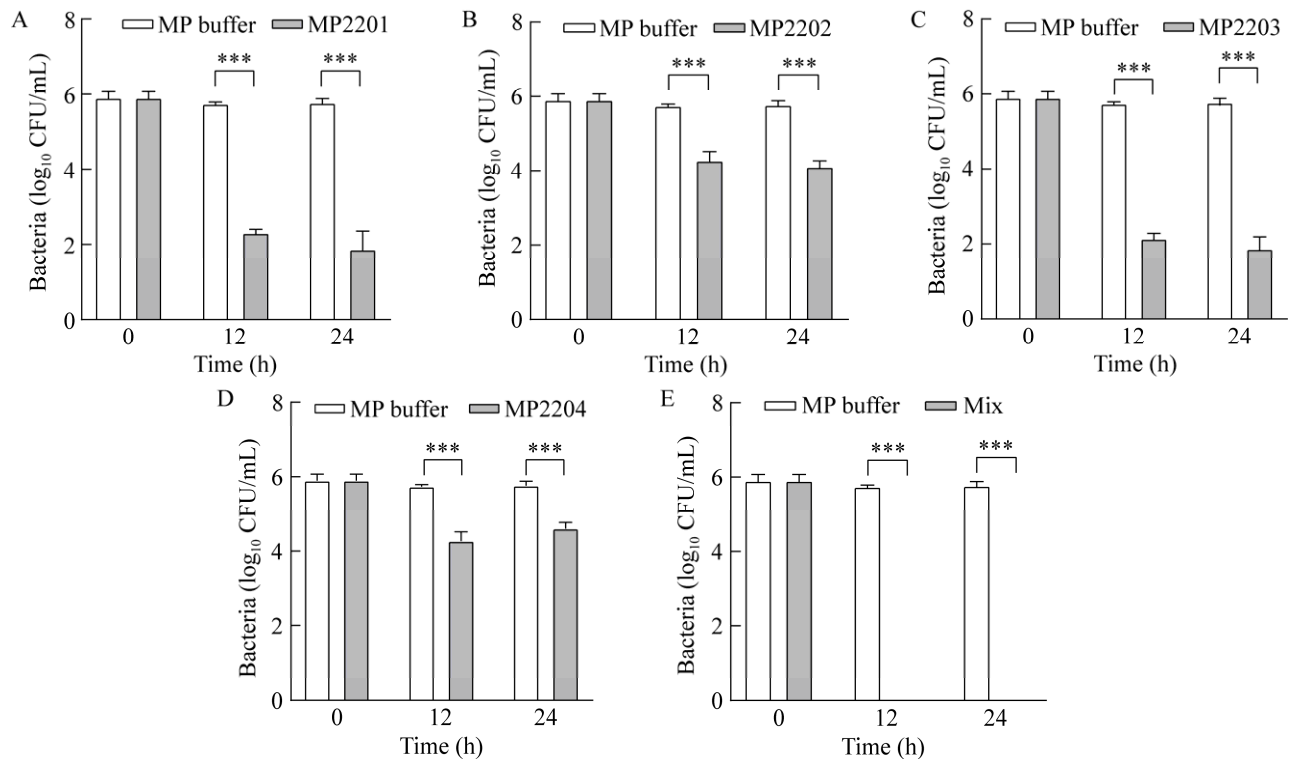 A
MP buffer MP2201
Bacteria (log10 CFU/mL)
8
6
4
2
0
*** ***
0 12 24
Time (h)
B
MP buffer MP2202
Bacteria (log10 CFU/mL)
8
6
4
2
0
*** ***
0 12 24
Time (h)
C
MP buffer MP2203
Bacteria (log10 CFU/mL)
8
6
4
2
0
*** ***
0 12 24
Time (h)
D
MP buffer MP2204
Bacteria (log10 CFU/mL)
8
6
4
2
0
*** ***
0 12 24
Time (h)
E
MP buffer Mix
Bacteria (log10 CFU/mL)
8
6
4
2
0
*** ***
0 12 24
Time (h)